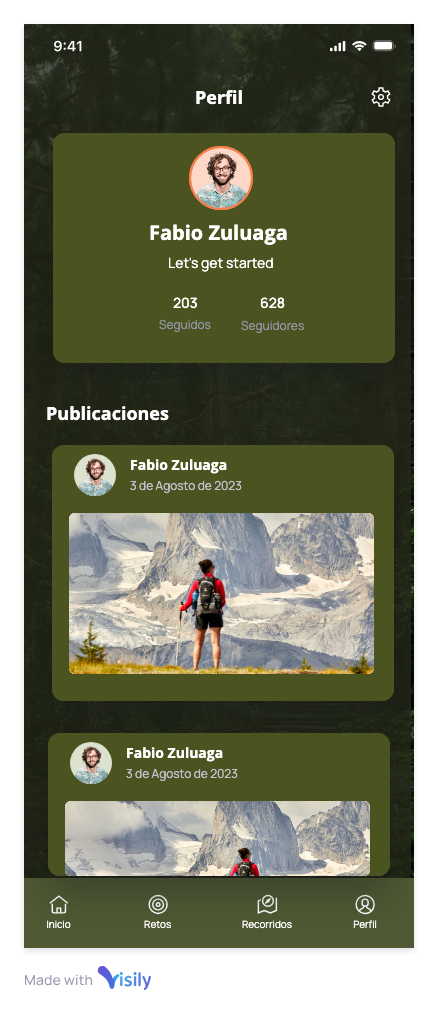 9:41
Perfil
Fabio Zuluaga
Let's get started
203 628
Seguidos Seguidores
Publicaciones
Fabio Zuluaga
3 de Agosto de 2023
Fabio Zuluaga
3 de Agosto de 2023
Inicio Retos Recorridos Perfil
Made with Visily